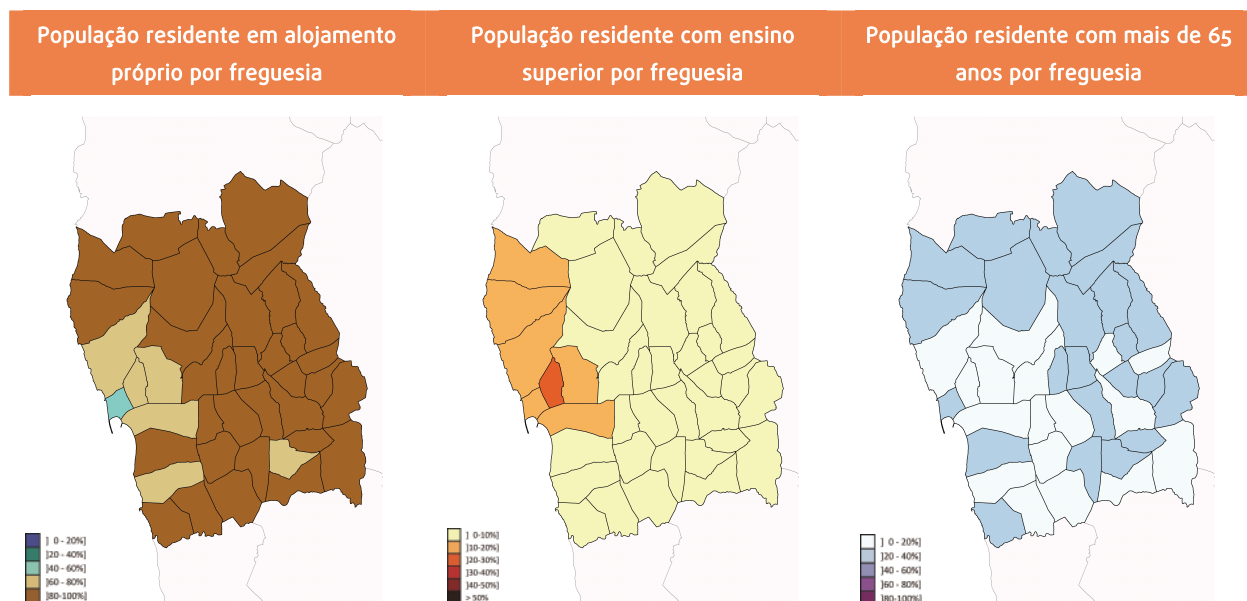 População residente em alojamento
próprio por freguesia
População residente com ensino
superior por freguesia
População residente com mais de 65
anos por freguesia
] 0 - 20%]
]20 - 40%]
]40 - 60%]
]60 - 80%]
]80-100%]
] 0-10%]
]10-20%]
]20-30%]
]30-40%]
]40-50%]
> 50%
] 0 - 20%]
]20 - 40%]
]40 - 60%]
]60 - 80%]
]80-100%]